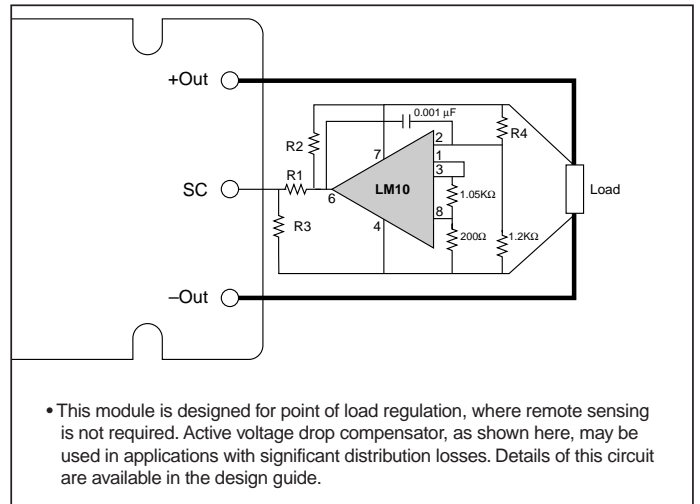 +Out
0.001 µF
R2
R4
2
7
1
R1
3
SC
LM10
Load
6
1.05KΩ
8
R3
4
200Ω
1.2KΩ
–Out
• This module is designed for point of load regulation, where remote sensing
is not required. Active voltage drop compensator, as shown here, may be
used in applications with significant distribution losses. Details of this circuit
are available in the design guide.